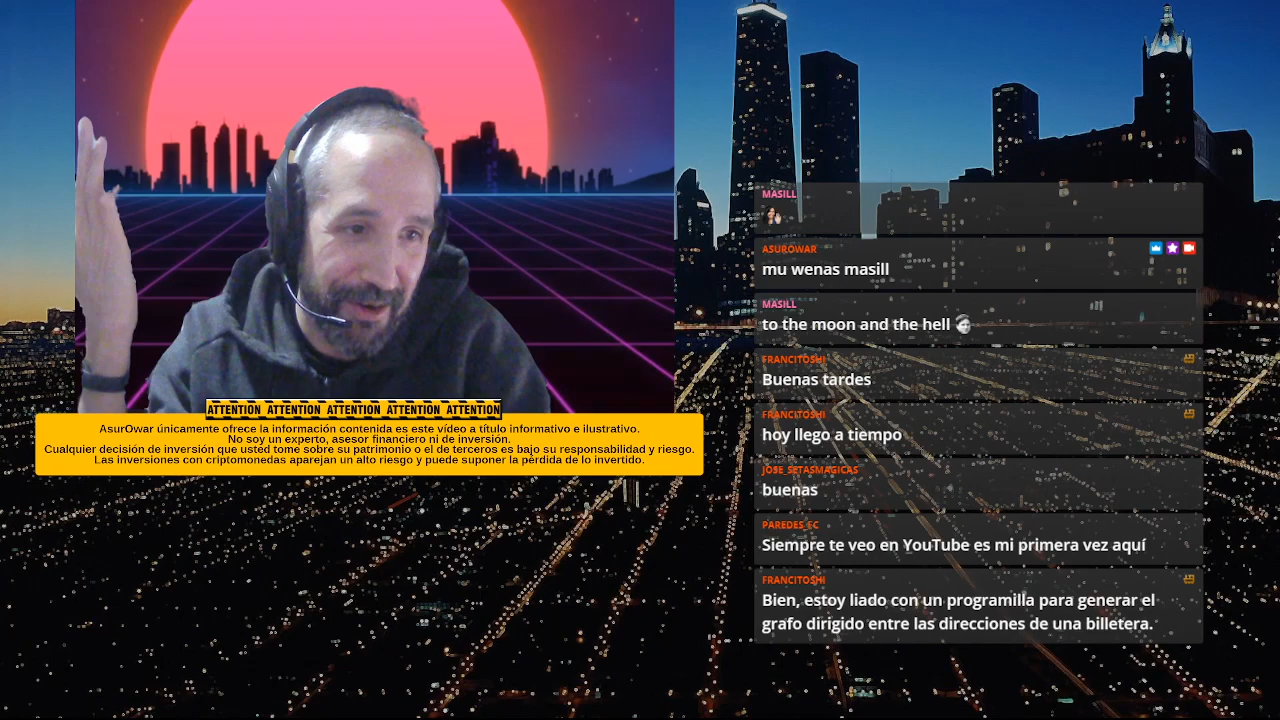 ATTENTION ATTENTION ATTENTION ATTENTION ATTENTION
AsurOwar únicamente ofrece la información contenida es este vídeo a título informativo e ilustrativo.
No soy un experto, asesor financiero ni de inversión.
Cualquier decisión de inversión que usted tome sobre su patrimonio o el de terceros es bajo su responsabilidad y riesgo.
Las inversiones con criptomonedas aparejan un alto riesgo y puede suponer la pérdida de lo invertido.
MASILL
ASUROWAR
mu wenas masill
MASILL
to the moon and the hell
FRANCITOSHI
Buenas tardes
FRANCITOSHI
hoy llego a tiempo
JOSE_SETASMAGICAS
buenas
PAREDES_FC
Siempre te veo en YouTube es mi primera vez aquí
FRANCITOSHI
Bien, estoy liado con un programilla para generar el
grafo dirigido entre las direcciones de una billetera.